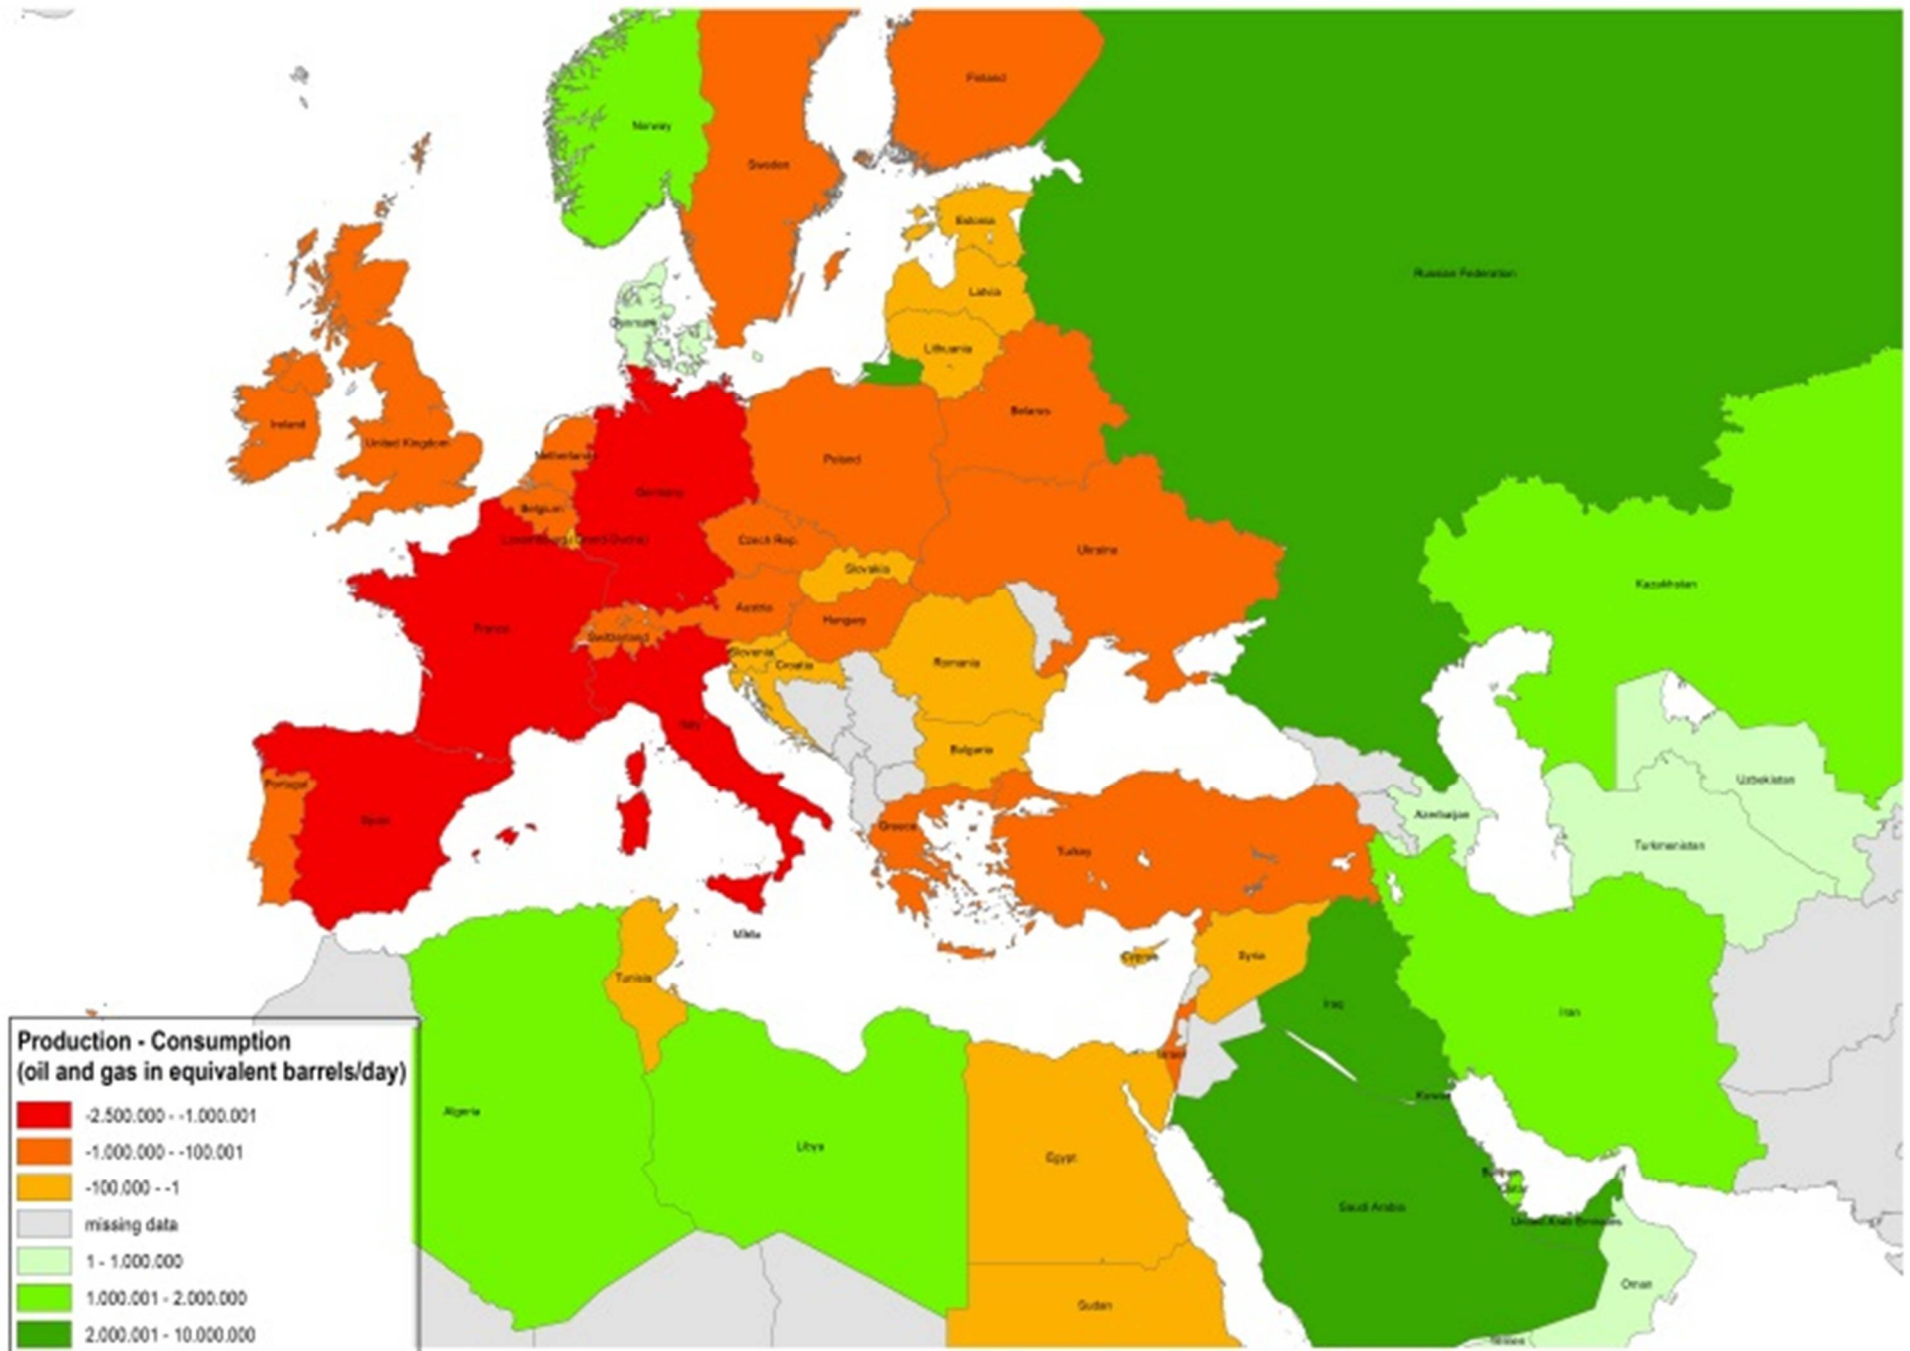 Finland
Norway
Sweden
Estonia
Russian Federation
Latvia
Denmark
Lithuania
Belarus
Ireland
United Kingdom
Netherlands
Poland
Germany
Belgium
Luxembourg (Grand-Duché)
Czech Rep.
Ukraine
Slovakia
Kazakhstan
Austria
Hungary
France
Switzerland
Slovenia
Croatia
Romania
Italy
Bulgaria
Uzbekistan
Portugal
Spain
Greece
Azerbaijan
Turkey
Turkmenistan
Malta
Cyprus
Syria
Tunisia
Iraq
Iran
Israel
Kuwait
Algeria
Libya
Egypt
Qatar
Saudi Arabia
United Arab Emirates
Oman
Sudan
Production - Consumption
(oil and gas in equivalent barrels/day)
-2.500.000 - -1.000.001
-1.000.000 - -100.001
-100.000 - -1
missing data
1 - 1.000.000
1.000.001 - 2.000.000
2.000.001 - 10.000.000